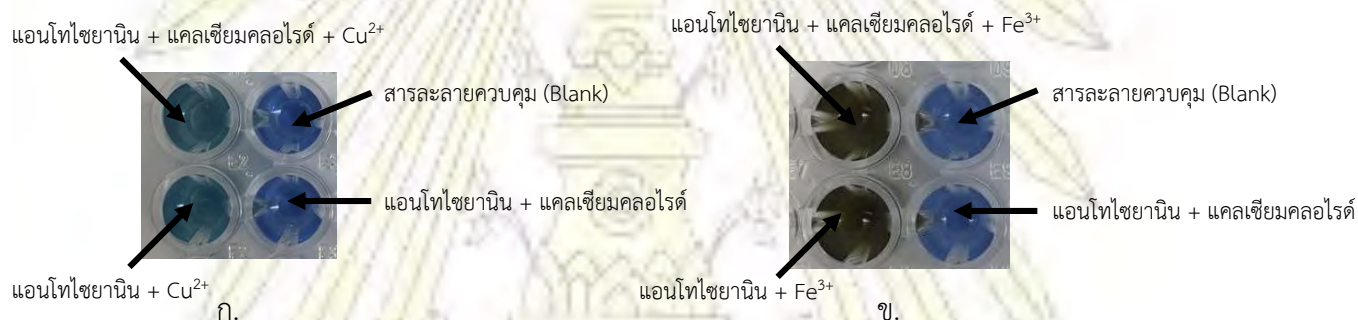 แอนโทไซยานิน + แคลเซียมคลอไรด์ + Cu²⁺
สารละลายควบคุม (Blank)
แอนโทไซยานิน + แคลเซียมคลอไรด์
แอนโทไซยานิน + Cu²⁺
ก.
แอนโทไซยานิน + แคลเซียมคลอไรด์ + Fe³⁺
สารละลายควบคุม (Blank)
แอนโทไซยานิน + แคลเซียมคลอไรด์
แอนโทไซยานิน + Fe³⁺
ข.
E8